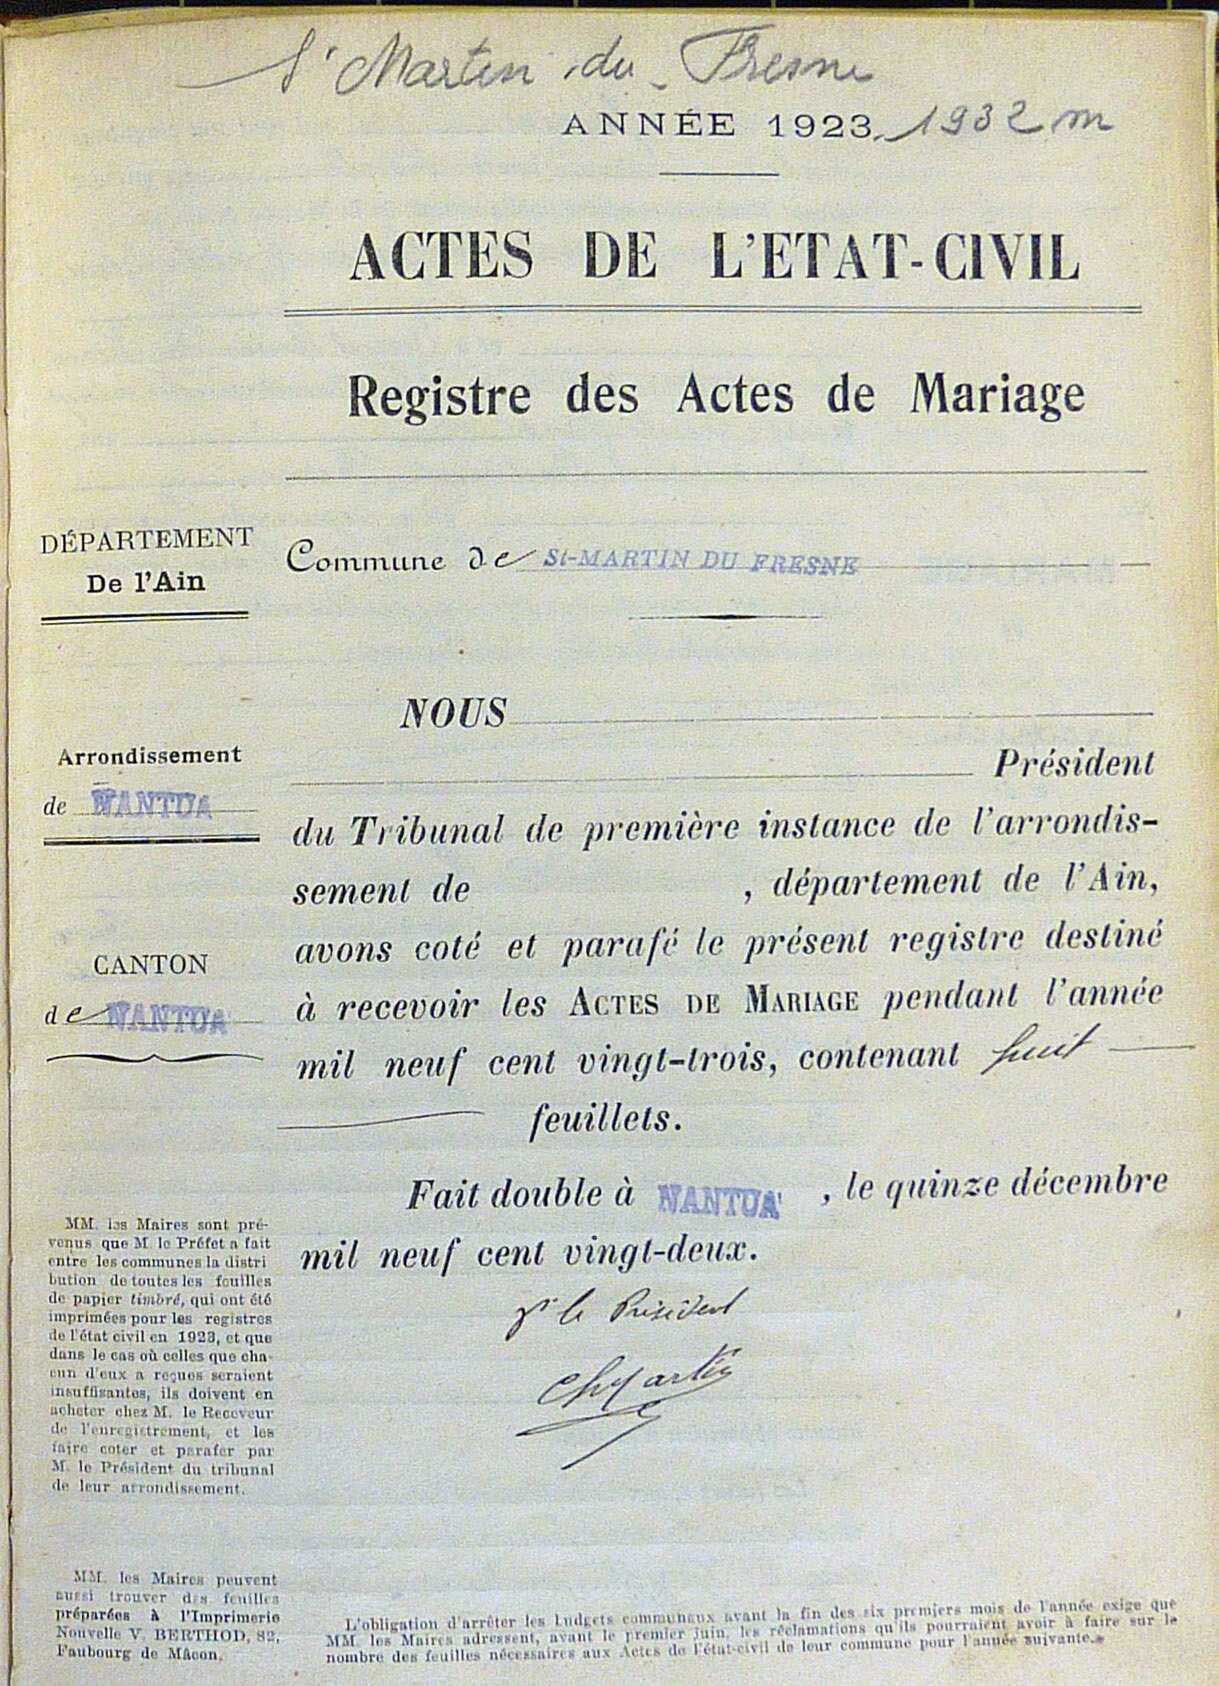 St Martin du Fresne
ANNÉE 1923_1932 m
ACTES DE L'ETAT-CIVIL
Registre des Actes de Mariage
DÉPARTEMENT
De l'Ain
Commune de St-MARTIN DU FRESNE
NOUS
Arrondissement
de NANTUA
Président
du Tribunal de première instance de l'arrondis-
sement de , département de l'Ain,
avons coté et parafé le présent registre destiné
CANTON
de NANTUA
à recevoir les ACTES DE MARIAGE pendant l'année
mil neuf cent vingt-trois, contenant huit
feuillets.
Fait double à NANTUA , le quinze décembre
mil neuf cent vingt-deux.
pr le Président
MM. les Maires sont pré-
venus que M. le Préfet a fait
entre les communes la distri
bution de toutes les feuilles
de papier timbré, qui ont été
imprimées pour les registres
de l'état civil en 1923, et que
dans le cas où celles que cha-
cun d'eux a reçues seraient
insuffisantes, ils doivent en
acheter chez M. le Receveur
de l'enregistrement, et les
faire coter et parafer par
M. le Président du tribunal
de leur arrondissement.
MM. les Maires peuvent
aussi trouver des feuilles
préparées à l'Imprimerie
Nouvelle V. BERTHOD, 82,
Faubourg de Mâcon.
L'obligation d'arrêter les budgets communaux avant la fin des six premiers mois de l'année exige que
MM. les Maires adressent, avant le premier juin, les réclamations qu'ils pourraient avoir à faire sur le
nombre des feuilles nécessaires aux Actes de l'état-civil de leur commune pour l'année suivante.